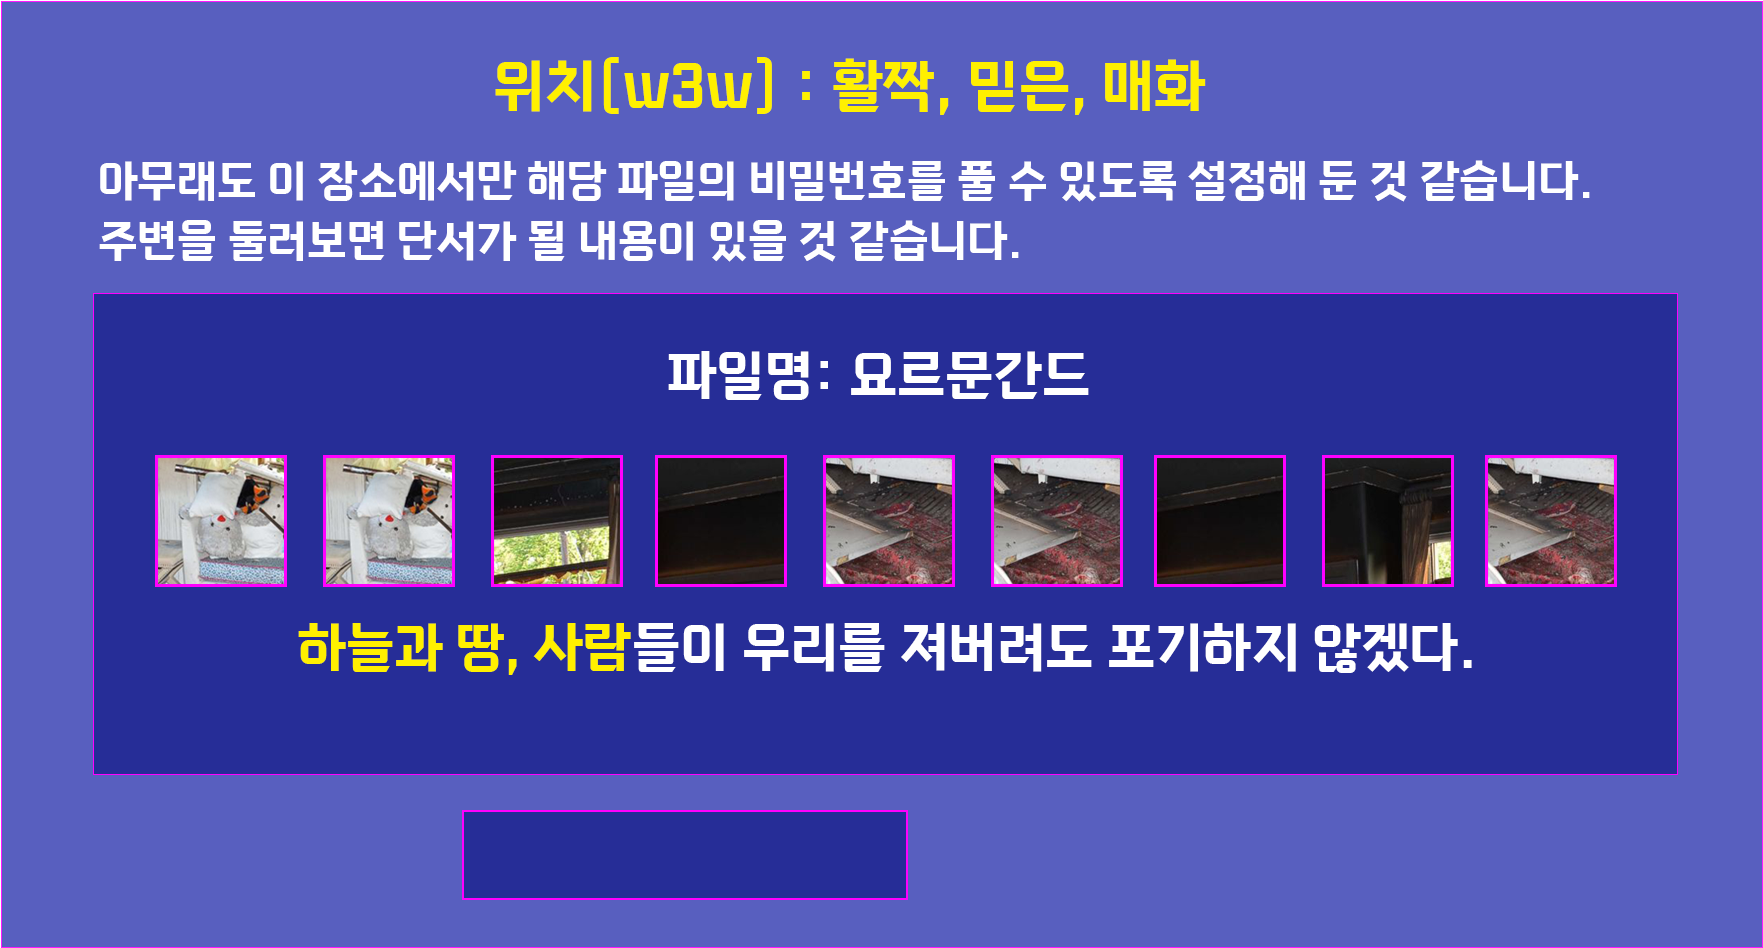 위치(w3w) : 활짝, 믿은, 매화
아무래도 이 장소에서만 해당 파일의 비밀번호를 풀 수 있도록 설정해 둔 것 같습니다.
주변을 둘러보면 단서가 될 내용이 있을 것 같습니다.
파일명: 요르문간드
하늘과 땅, 사람들이 우리를 져버려도 포기하지 않겠다.